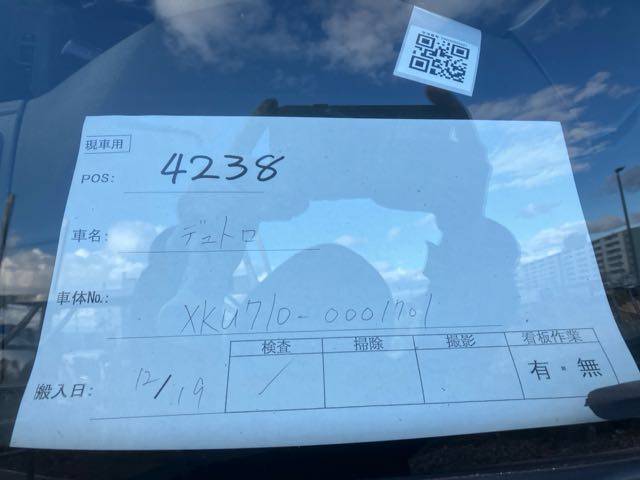 現車用
POS: 4238
車名: デュトロ
車体No.: XKU710-0001701
検査 掃除 撮影 看板作業
搬入日: 12/19 / 有・無